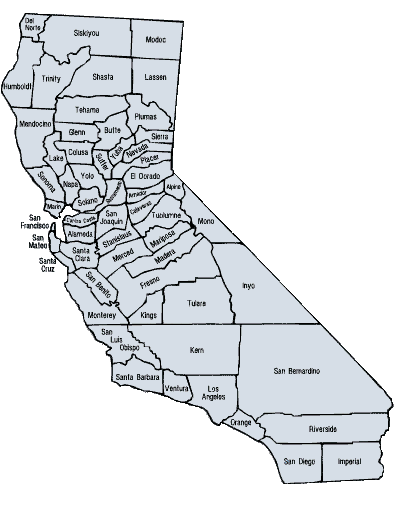 Del
Norte
Siskiyou
Modoc
Humboldt
Trinity
Shasta
Lassen
Tehama
Plumas
Mendocino
Glenn
Butte
Sierra
Lake
Colusa
Sutter
Yuba
Nevada
Placer
Sonoma
Napa
Yolo
El Dorado
Marin
Solano
Sacramento
Amador
Alpine
Contra Costa
San
Joaquin
Calaveras
Tuolumne
Mono
San
Francisco
Alameda
Stanislaus
Mariposa
San
Mateo
Santa
Clara
Merced
Madera
Santa
Cruz
San Benito
Fresno
Inyo
Monterey
Kings
Tulare
San
Luis
Obispo
Kern
San Bernardino
Santa Barbara
Ventura
Los
Angeles
Orange
Riverside
San Diego
Imperial